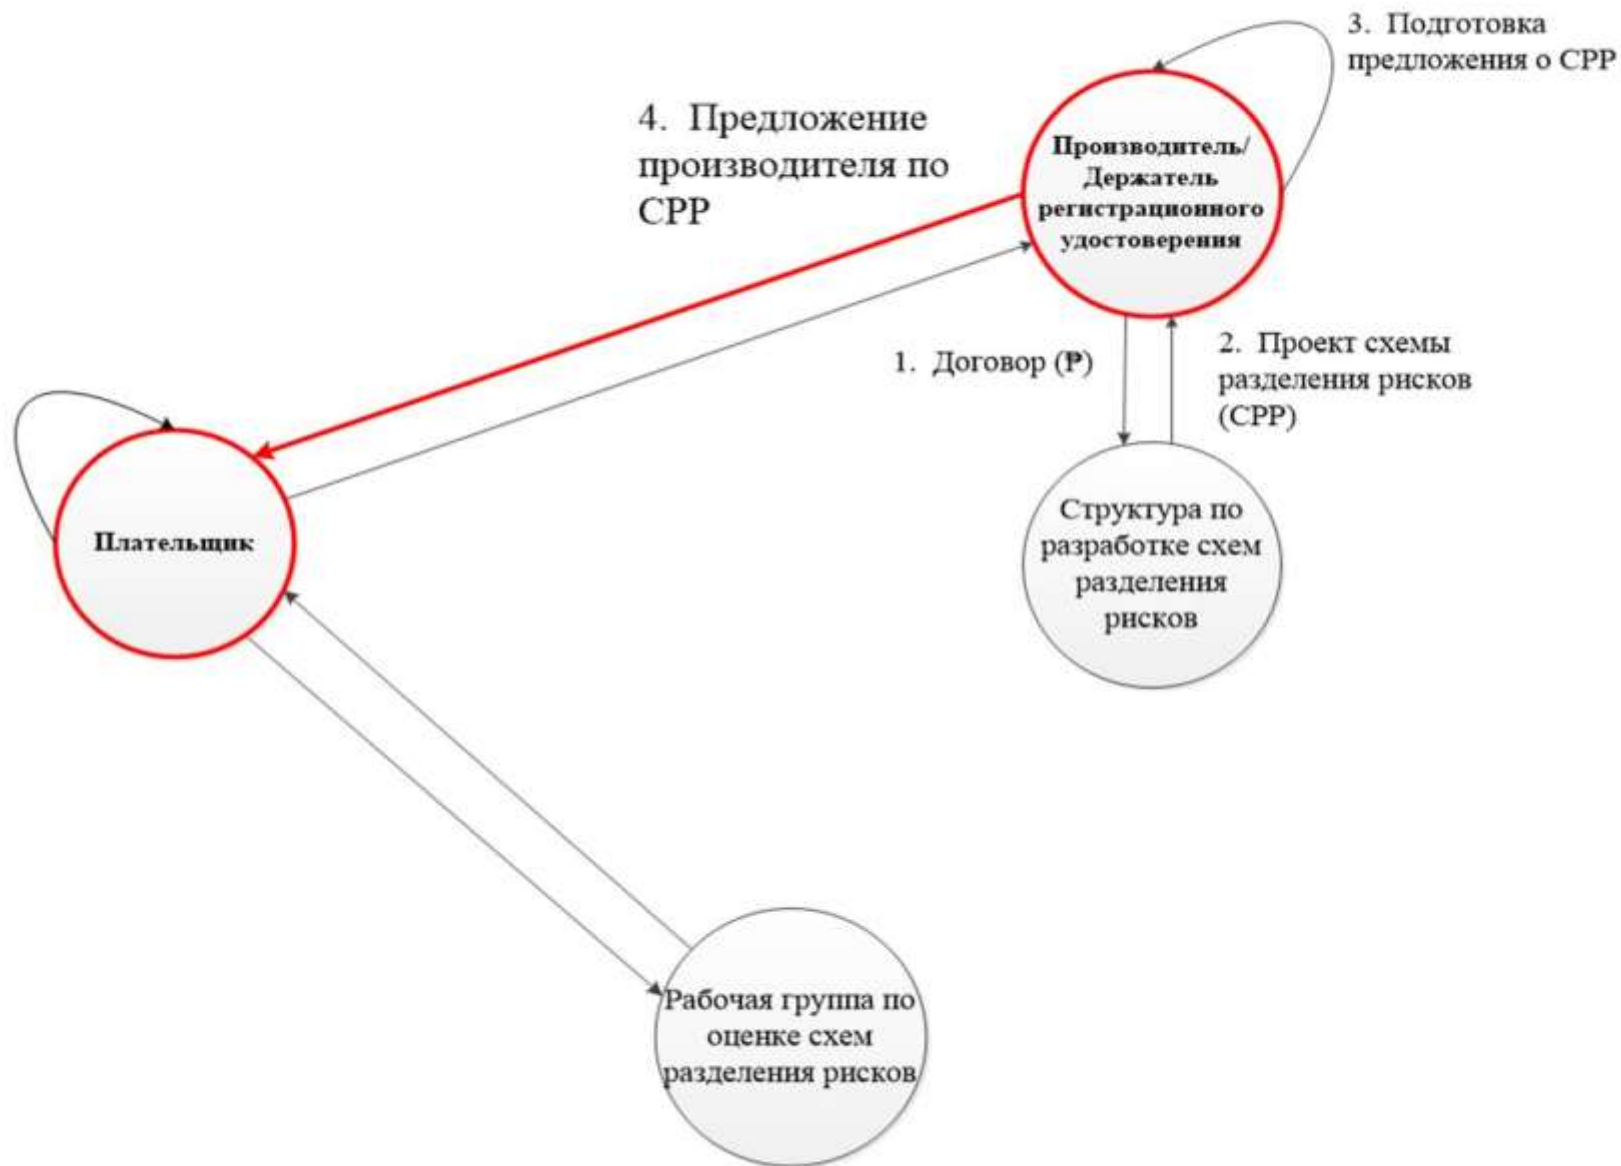 3. Подготовка
предложения о СРР
4. Предложение
производителя по
СРР
Производитель/
Держатель
регистрационного
удостоверения
1. Договор (₱)
2. Проект схемы
разделения рисков
(СРР)
Плательщик
Структура по
разработке схем
разделения
рисков
Рабочая группа по
оценке схем
разделения рисков